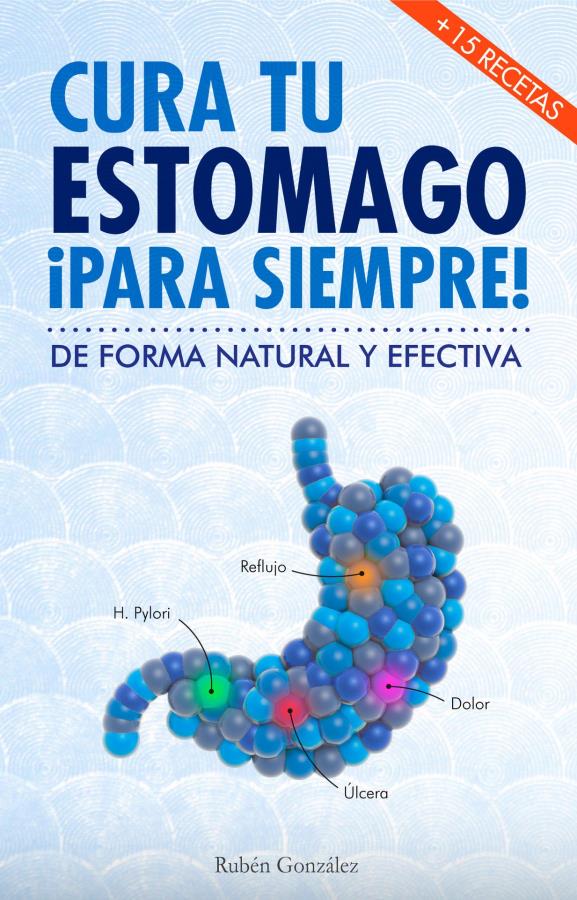 + 15 RECETAS
CURA TU
ESTOMAGO
¡PARA SIEMPRE!
DE FORMA NATURAL Y EFECTIVA
Reflujo
H. Pylori
Dolor
Úlcera
Rubén González